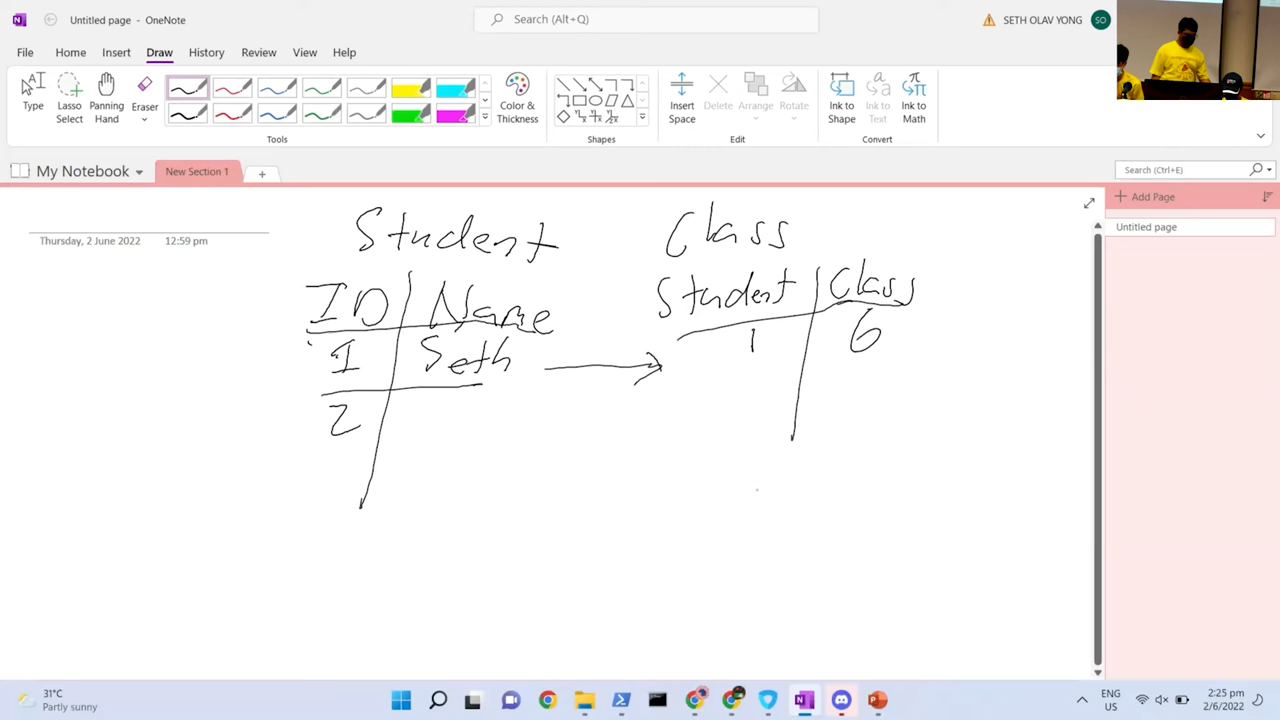 Untitled page - OneNote
Search (Alt+Q)
SETH OLAV YONG
SO
File Home Insert Draw History Review View Help
Type
Lasso Select
Panning Hand
Eraser
Color & Thickness
Insert Space
Delete
Arrange
Rotate
Ink to Shape
Ink to Text
Ink to Math
Tools
Shapes
Edit
Convert
My Notebook
New Section 1
Search (Ctrl+E)
Add Page
Untitled page
Thursday, 2 June 2022 12:59 pm
Student Class
ID Name
Student Class
1 Seth
1 6
2
31°C
Partly sunny
ENG
US
2:25 pm
2/6/2022